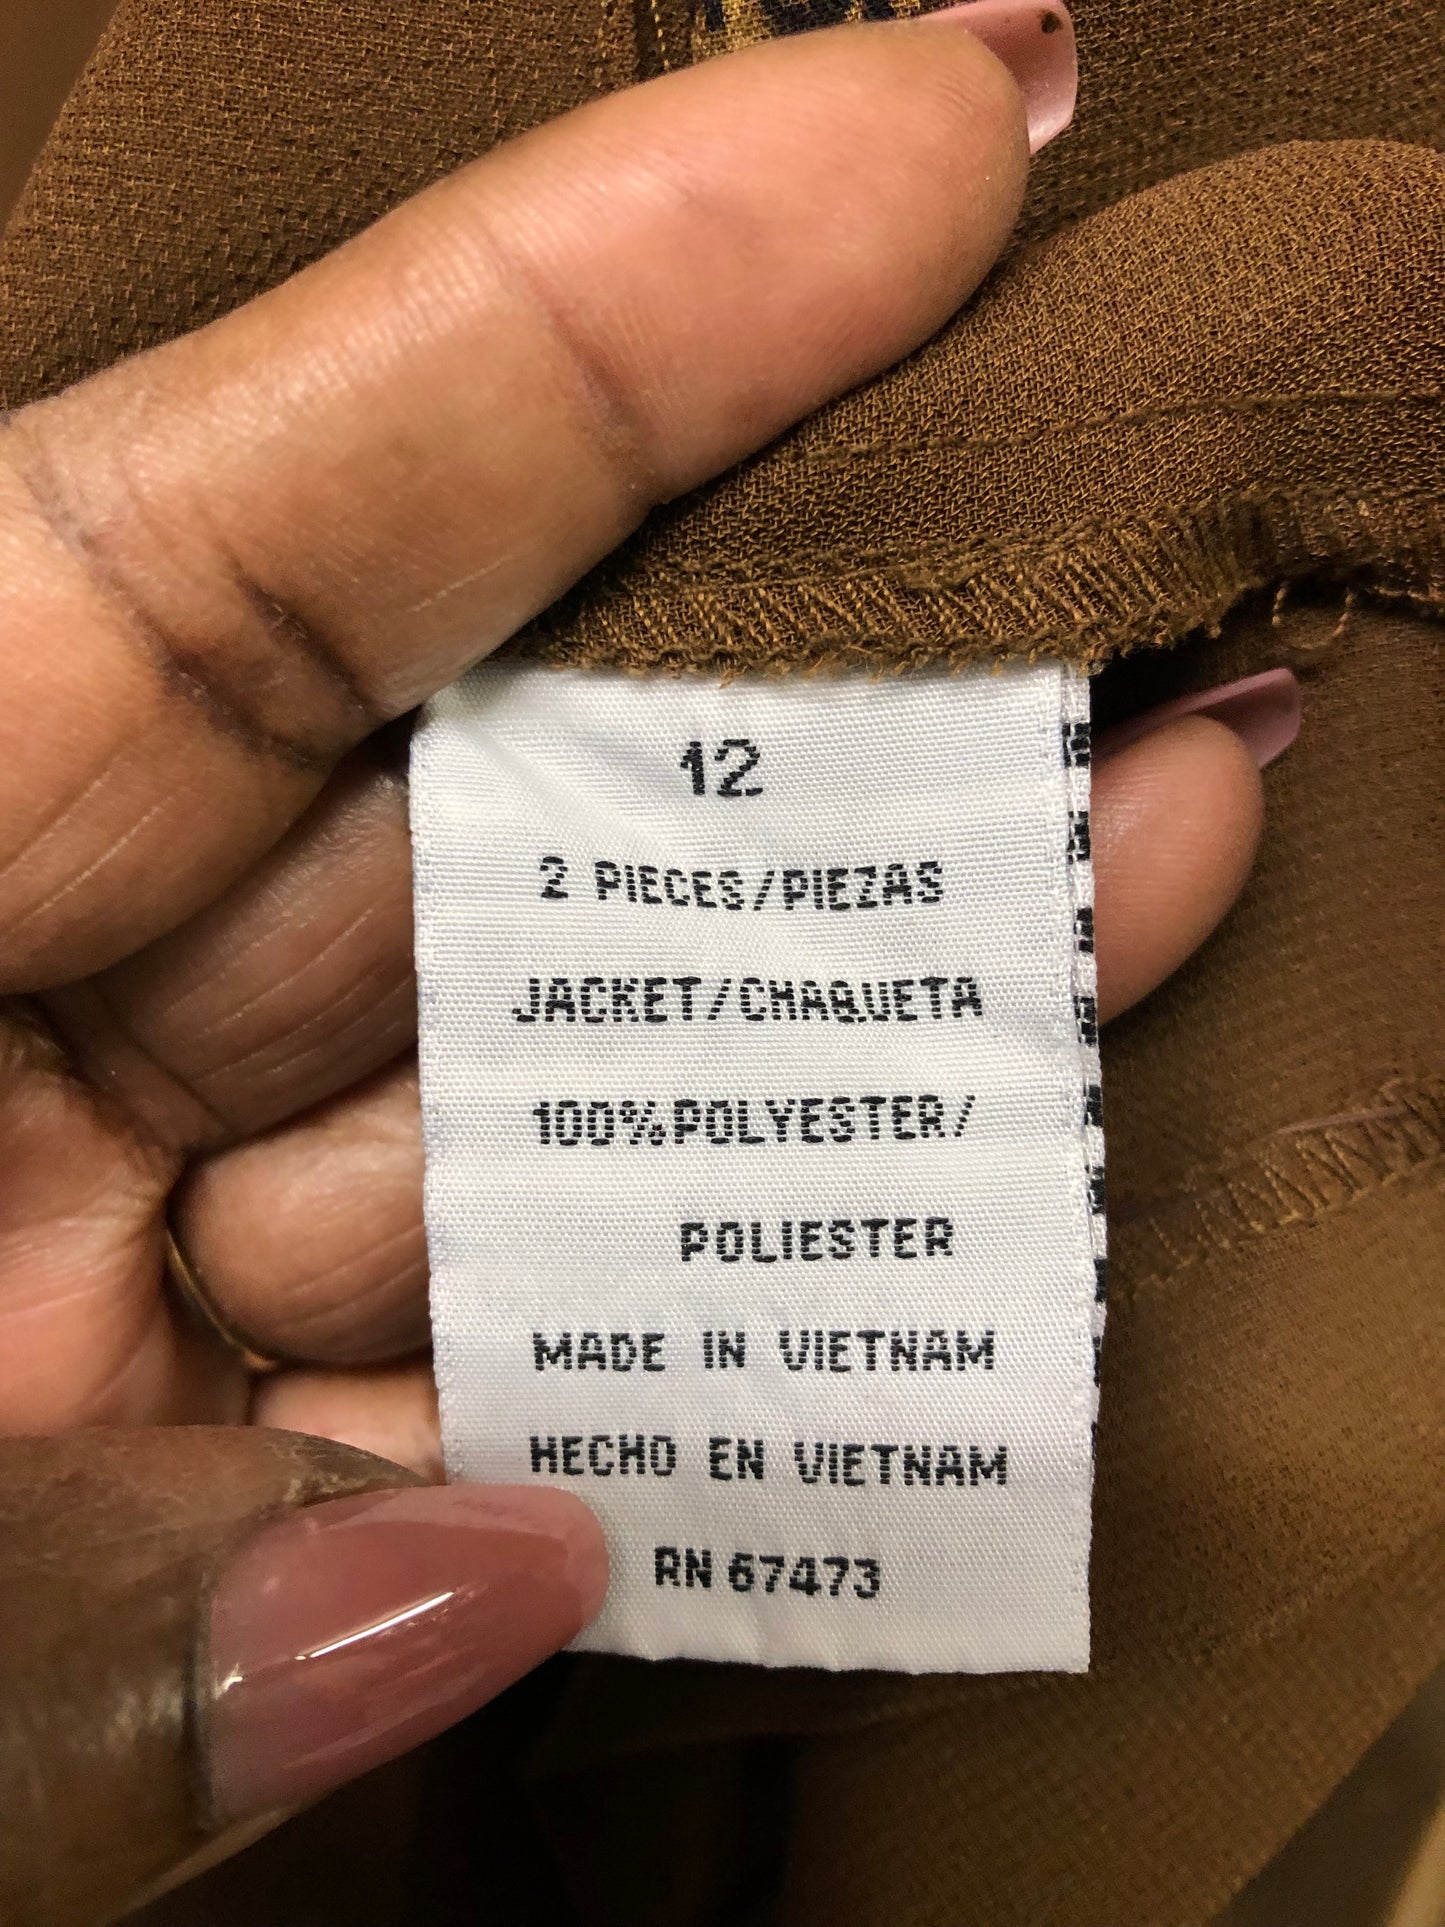 12
2 PIECES/PIEZAS
JACKET/CHAQUETA
100% POLYESTER/
POLIESTER
MADE IN VIETNAM
HECHO EN VIETNAM
RN 67473